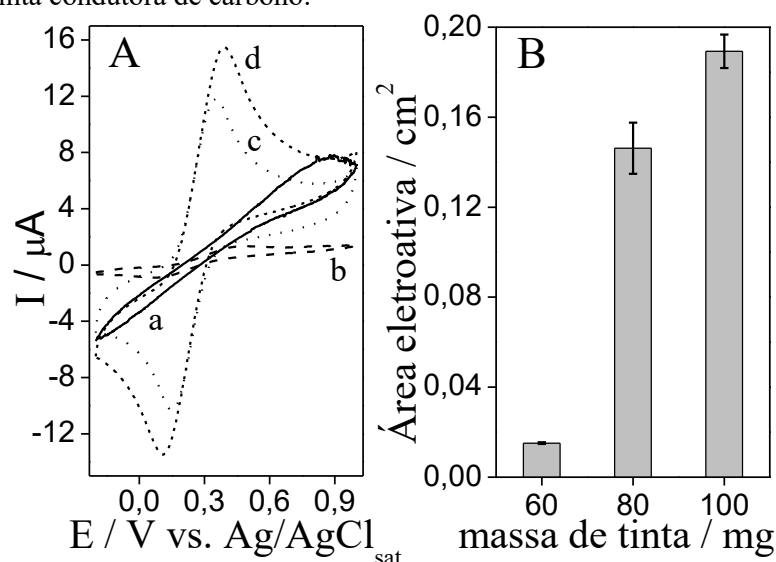 tinta condutora de carbono.
A
B
d
c
b
a
16
12
8
4
0
-4
-8
-12
I / μA
0,0 0,3 0,6 0,9
E / V vs. Ag/AgCl sat
0,20
0,16
0,12
0,08
0,04
0,00
Área eletroativa / cm²
60 80 100
massa de tinta / mg